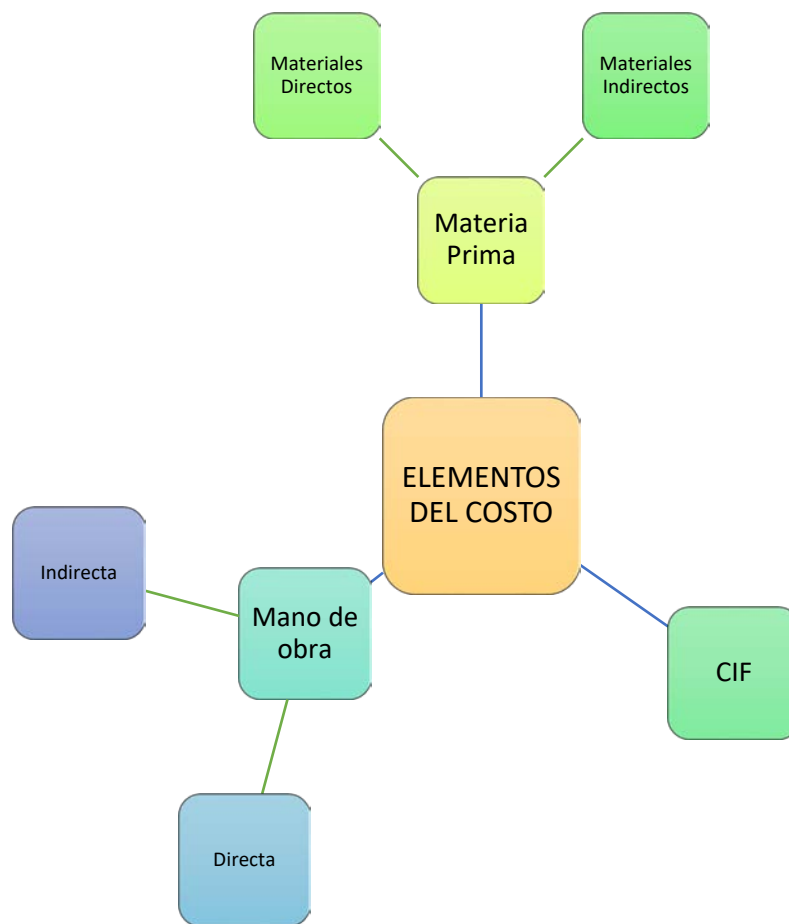 Materiales
Directos
Materiales
Indirectos
Materia
Prima
ELEMENTOS
DEL COSTO
Indirecta
Mano de
obra
CIF
Directa